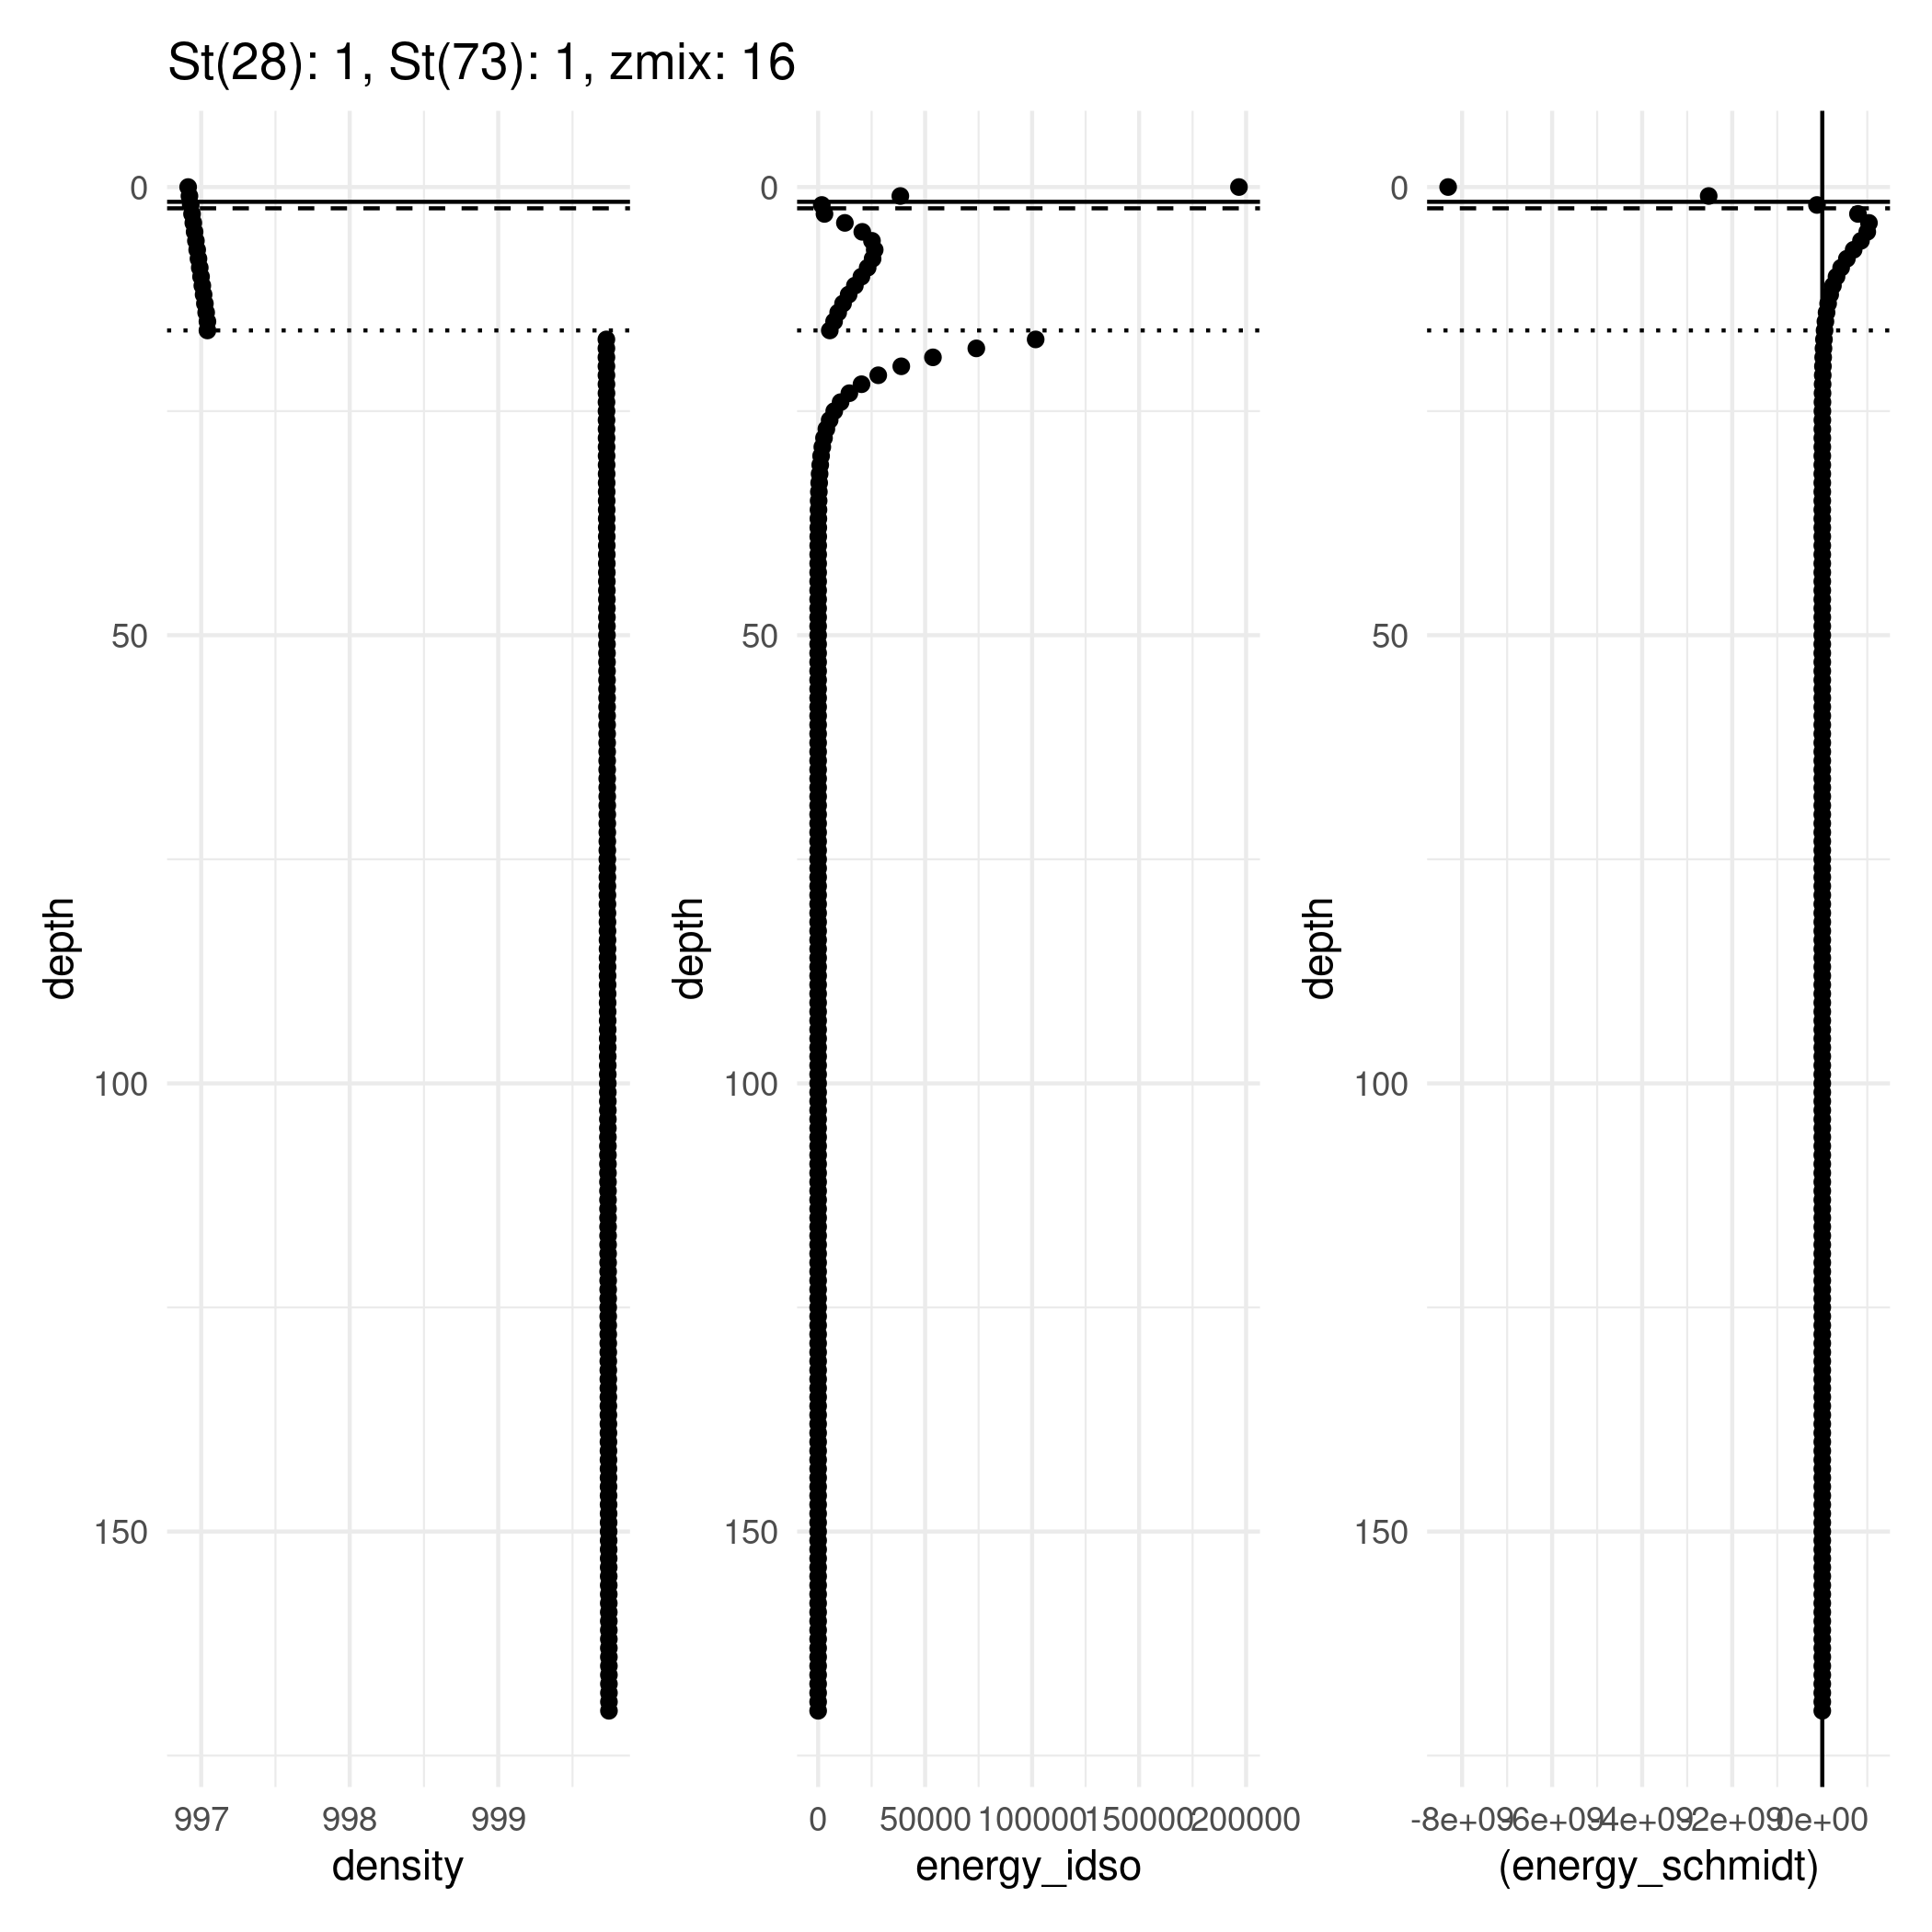 St(28): 1, St(73): 1, zmix: 16
depth
0
50
100
150
997
998
999
density
depth
0
50
100
150
0
50000
100000
150000
200000
energy_idso
depth
0
50
100
150
-8e+09
-6e+09
-4e+09
-2e+09
0e+00
(energy_schmidt)